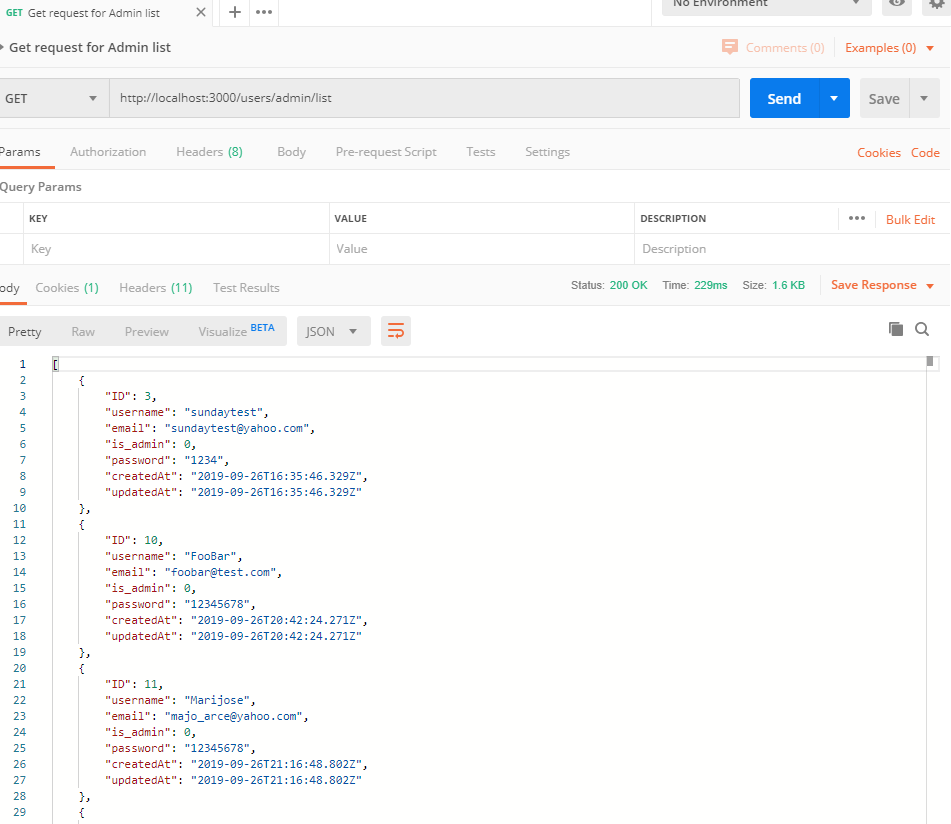 GET Get request for Admin list
No Environment
Get request for Admin list
Comments (0) Examples (0)
GET http://localhost:3000/users/admin/list Send Save
Params Authorization Headers (8) Body Pre-request Script Tests Settings Cookies Code
Query Params
KEY VALUE DESCRIPTION Bulk Edit
Key Value Description
ody Cookies (1) Headers (11) Test Results Status: 200 OK Time: 229ms Size: 1.6 KB Save Response
Pretty Raw Preview Visualize BETA JSON
1 [
2 {
3 "ID": 3,
4 "username": "sundaytest",
5 "email": "sundaytest@yahoo.com",
6 "is_admin": 0,
7 "password": "1234",
8 "createdAt": "2019-09-26T16:35:46.329Z",
9 "updatedAt": "2019-09-26T16:35:46.329Z"
10 },
11 {
12 "ID": 10,
13 "username": "FooBar",
14 "email": "foobar@test.com",
15 "is_admin": 0,
16 "password": "12345678",
17 "createdAt": "2019-09-26T20:42:24.271Z",
18 "updatedAt": "2019-09-26T20:42:24.271Z"
19 },
20 {
21 "ID": 11,
22 "username": "Marijose",
23 "email": "majo_arce@yahoo.com",
24 "is_admin": 0,
25 "password": "12345678",
26 "createdAt": "2019-09-26T21:16:48.802Z",
27 "updatedAt": "2019-09-26T21:16:48.802Z"
28 },
29 {